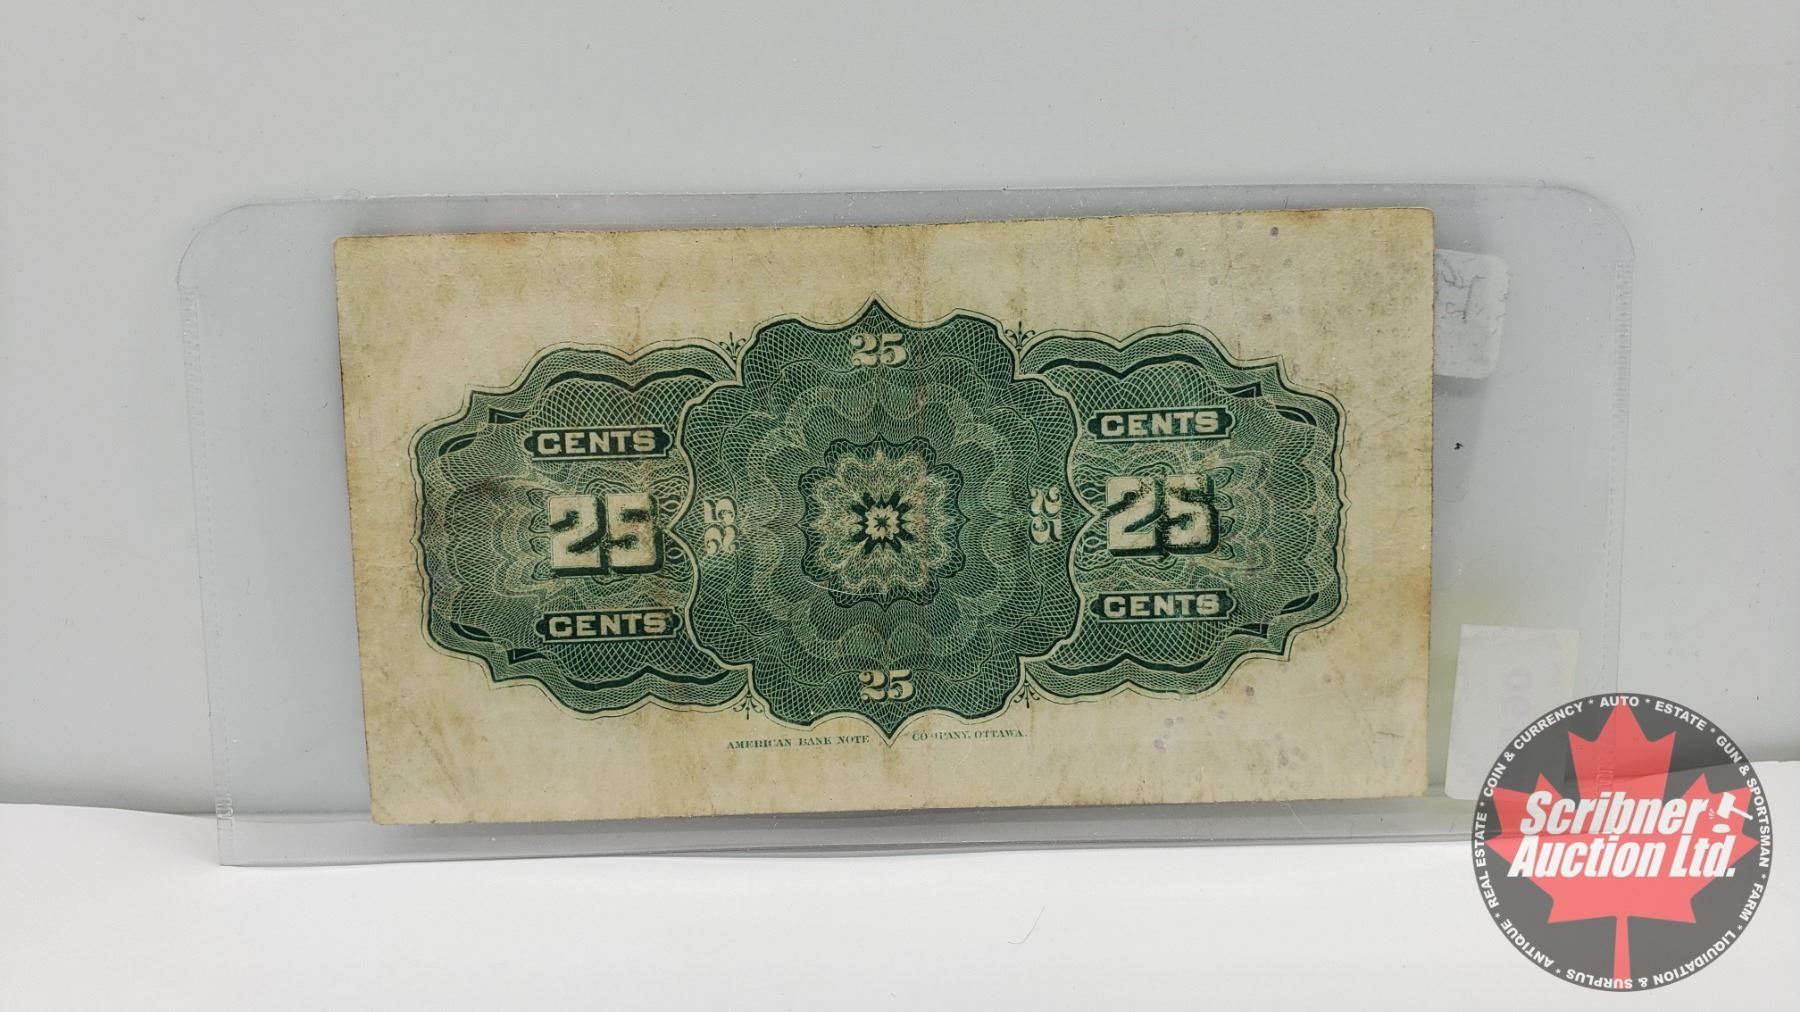 25
CENTS
CENTS
25
25
25
25
CENTS
CENTS
25
AMERICAN BANK NOTE COMPANY, OTTAWA.
Scribner
Auction Ltd.
COIN & CURRENCY * AUTO * ESTATE * GUN & SPORTSMAN * FARM * LIQUIDATION & SURPLUS * ANTIQUE * REAL ESTATE *